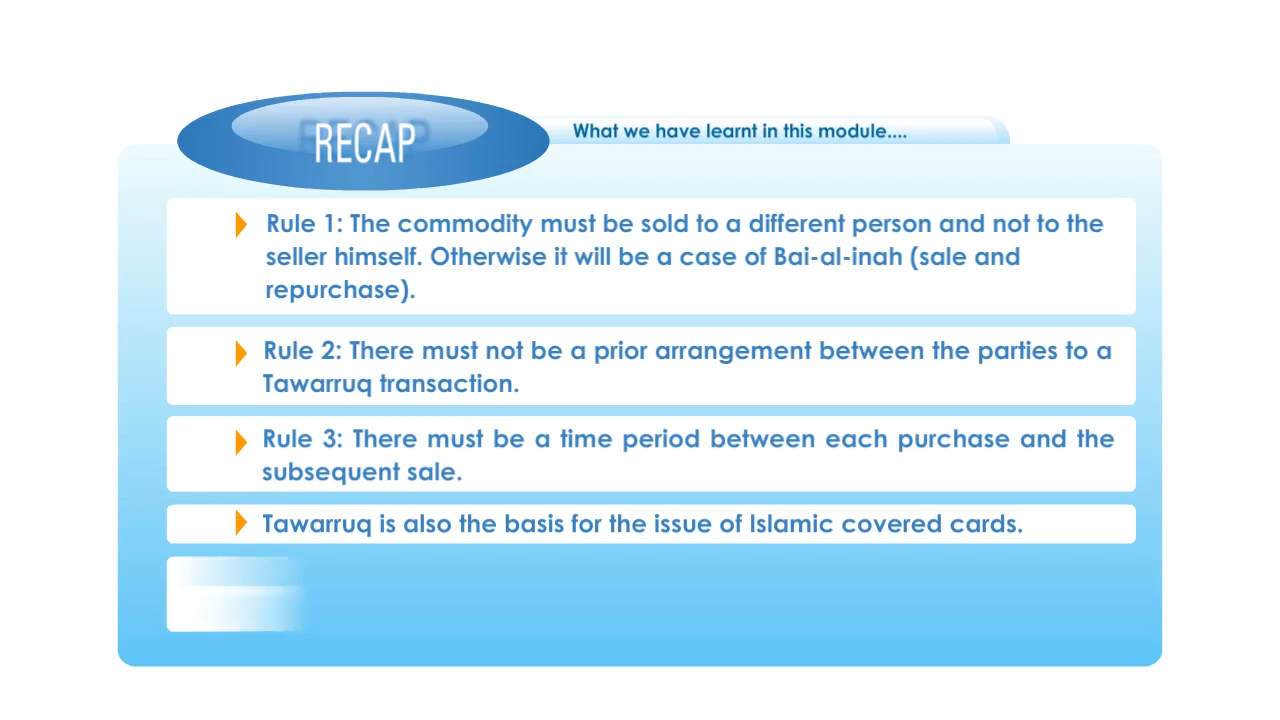 RECAP
What we have learnt in this module....
Rule 1: The commodity must be sold to a different person and not to the
seller himself. Otherwise it will be a case of Bai-al-inah (sale and
repurchase).
Rule 2: There must not be a prior arrangement between the parties to a
Tawarruq transaction.
Rule 3: There must be a time period between each purchase and the
subsequent sale.
Tawarruq is also the basis for the issue of Islamic covered cards.